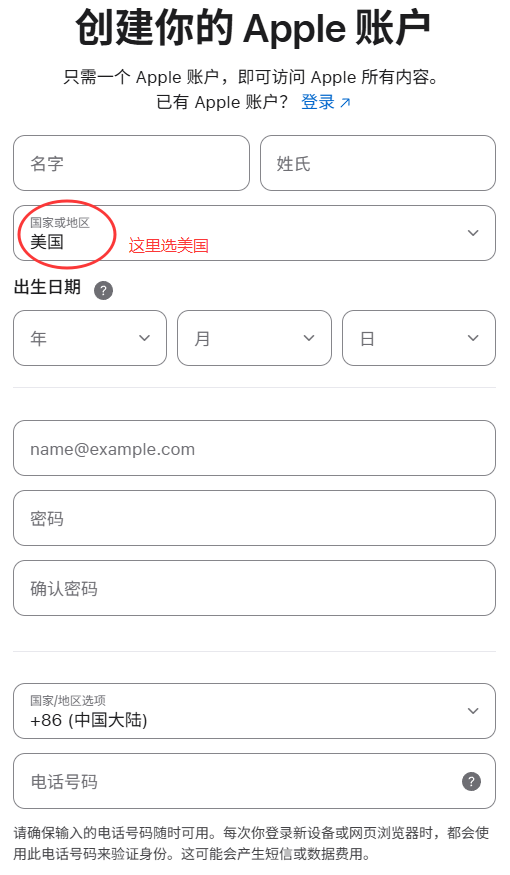 创建你的 Apple 账户
只需一个 Apple 账户，即可访问 Apple 所有内容。
已有 Apple 账户？ 登录 ↗
名字
姓氏
国家或地区
美国
这里选美国
出生日期 ?
年
月
日
name@example.com
密码
确认密码
国家/地区选项
+86 (中国大陆)
电话号码 ?
请确保输入的电话号码随时可用。每次你登录新设备或网页浏览器时，都会使
用此电话号码来验证身份。这可能会产生短信或数据费用。